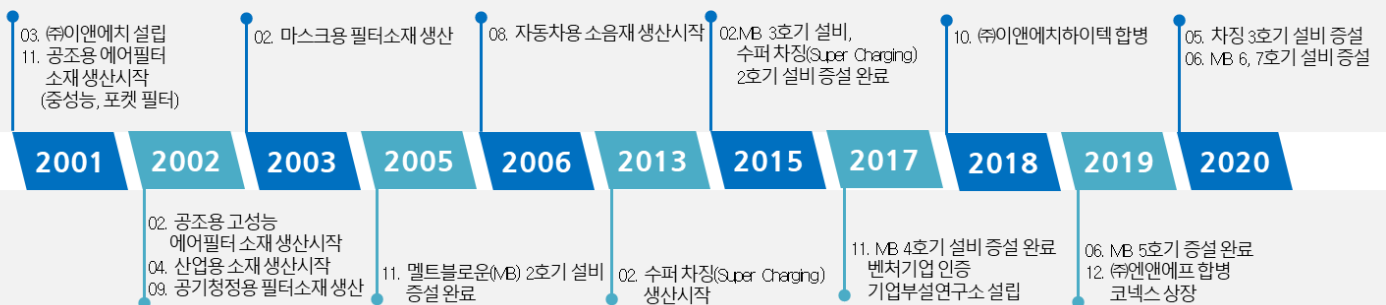 03. ㈜이앤에치 설립
11. 공조용 에어필터
소재 생산시작
(중성능, 포켓 필터)
02. 마스크용 필터소재 생산
08. 자동차용 소음재 생산시작
02.MB 3호기 설비,
수퍼 차징(Super Charging)
2호기 설비 증설 완료
10. ㈜이앤에치하이텍 합병
05. 차징 3호기 설비 증설
06. MB 6, 7호기 설비 증설
2001
2002
2003
2005
2006
2013
2015
2017
2018
2019
2020
02. 공조용 고성능
에어필터 소재 생산시작
04. 산업용 소재 생산시작
09. 공기청정용 필터소재 생산
11. 멜트블로운(MB) 2호기 설비
증설 완료
02. 수퍼 차징(Super Charging)
생산시작
11. MB 4호기 설비 증설 완료
벤처기업 인증
기업부설연구소 설립
06. MB 5호기 증설 완료
12. ㈜엔앤에프 합병
코넥스 상장